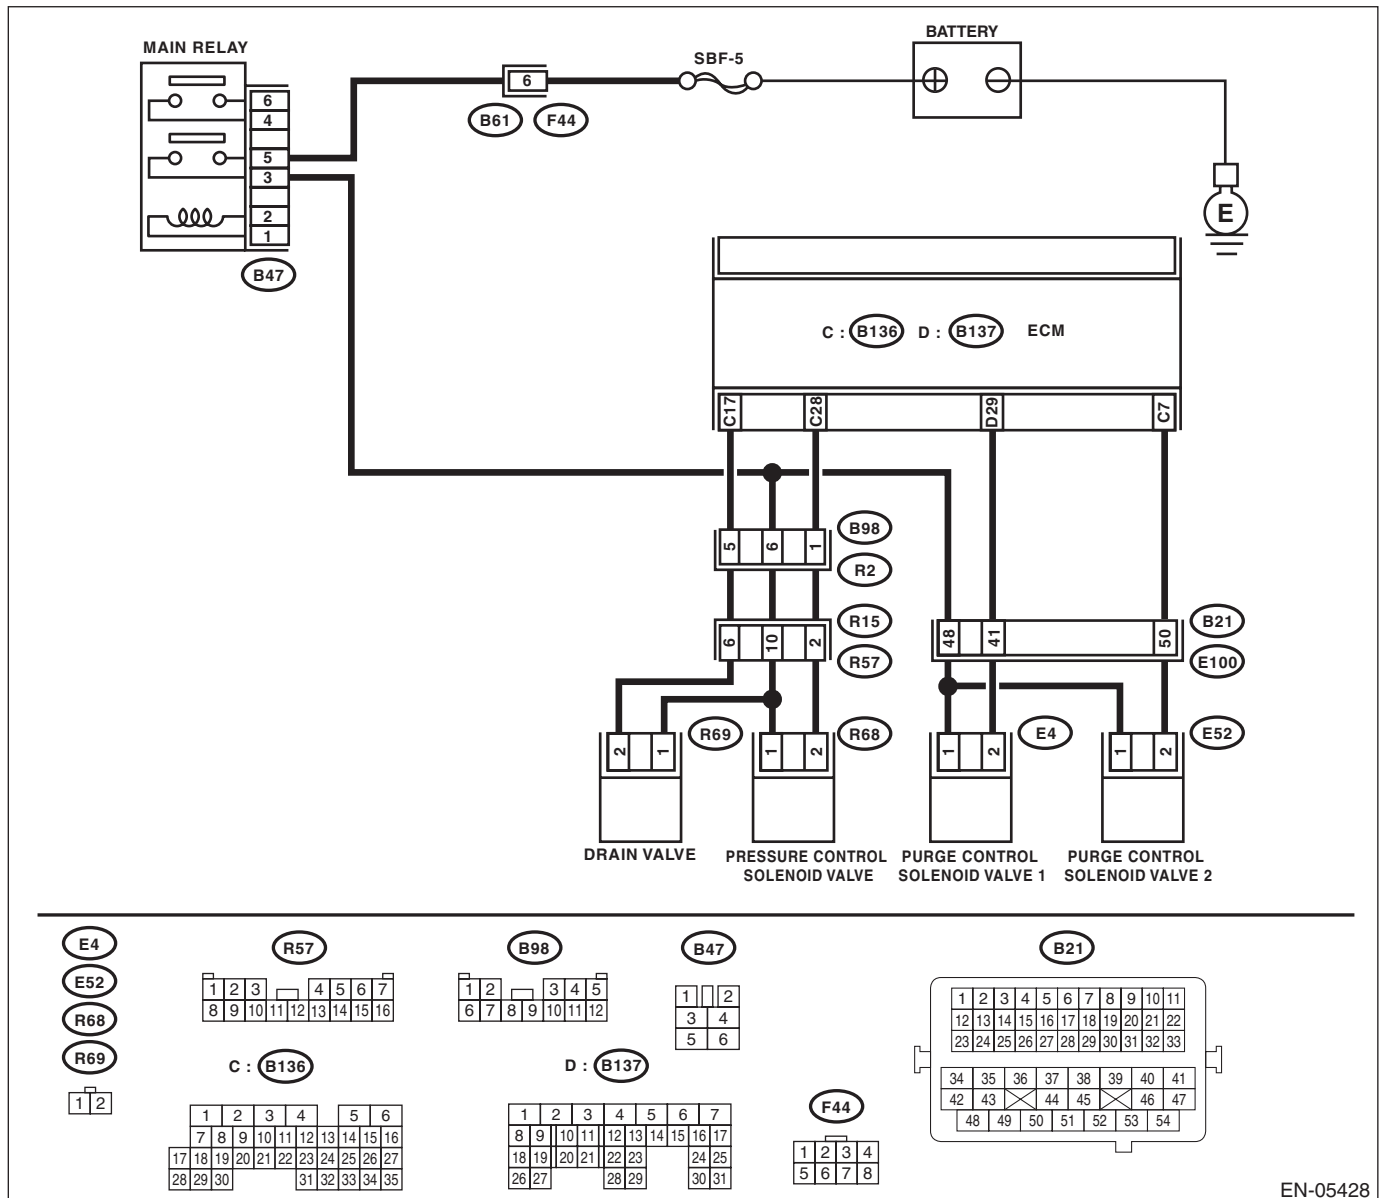 MAIN RELAY
SBF-5
BATTERY
6
4
5
3
2
1
B47
6
B61 F44
E
C : B136 D : B137 ECM
C17 C28 D29 C7
5 6 1
B98
R2
6 10 2
R15
R57
48 41 50
B21
E100
2 1
R69
1 2
R68
1 2
E4
1 2
E52
DRAIN VALVE
PRESSURE CONTROL
SOLENOID VALVE
PURGE CONTROL
SOLENOID VALVE 1
PURGE CONTROL
SOLENOID VALVE 2
E4
E52
R68
R69
1 2
R57
1 2 3 4 5 6 7
8 9 10 11 12 13 14 15 16
B98
1 2 3 4 5
6 7 8 9 10 11 12
B47
1 2
3 4
5 6
B21
1 2 3 4 5 6 7 8 9 10 11
12 13 14 15 16 17 18 19 20 21 22
23 24 25 26 27 28 29 30 31 32 33
34 35 36 37 38 39 40 41
42 43 44 45 46 47
48 49 50 51 52 53 54
C : B136
1 2 3 4 5 6
7 8 9 10 11 12 13 14 15 16
17 18 19 20 21 22 23 24 25 26 27
28 29 30 31 32 33 34 35
D : B137
1 2 3 4 5 6 7
8 9 10 11 12 13 14 15 16 17
18 19 20 21 22 23 24 25
26 27 28 29 30 31
F44
1 2 3 4
5 6 7 8
EN-05428